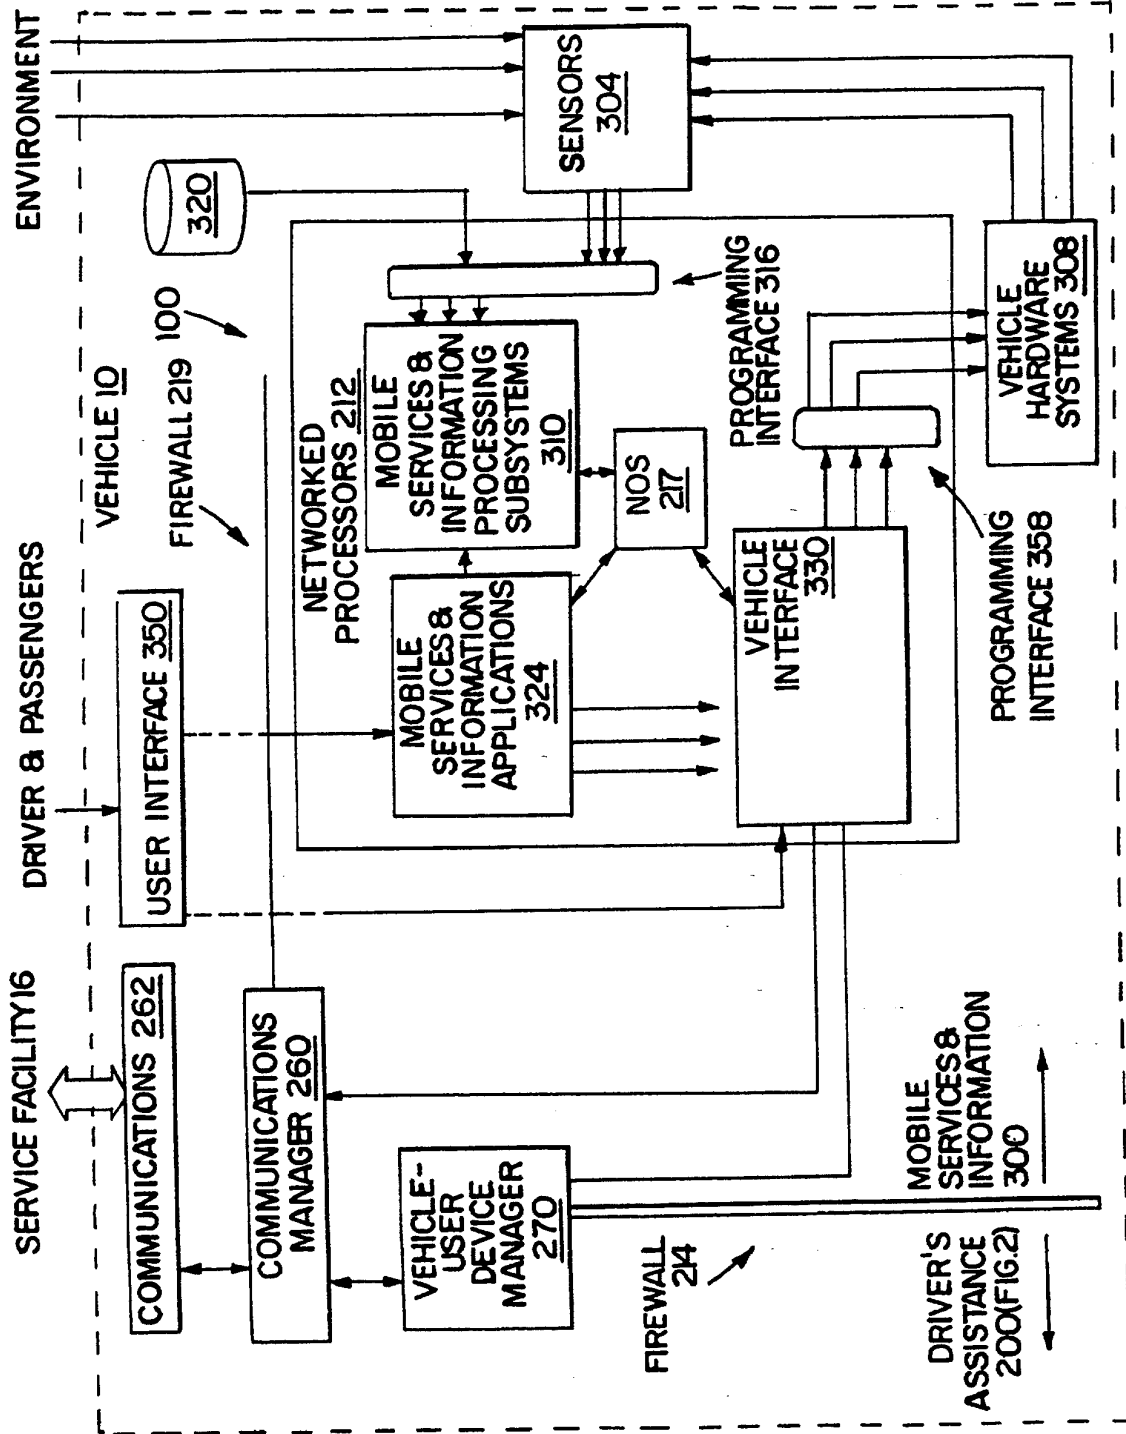 SERVICE FACILITY 16
DRIVER & PASSENGERS
ENVIRONMENT
VEHICLE 10
COMMUNICATIONS 262
USER INTERFACE 350
FIREWALL 219
100
320
COMMUNICATIONS
MANAGER 260
NETWORKED
PROCESSORS 212
VEHICLE-
USER
DEVICE
MANAGER
270
MOBILE
SERVICES &
INFORMATION
APPLICATIONS
324
MOBILE
SERVICES &
INFORMATION
PROCESSING
SUBSYSTEMS
310
SENSORS
304
NOS
217
FIREWALL
214
VEHICLE
INTERFACE
330
PROGRAMMING
INTERFACE 316
DRIVER'S
ASSISTANCE
200(FIG.2)
MOBILE
SERVICES &
INFORMATION
300
PROGRAMMING
INTERFACE 358
VEHICLE
HARDWARE
SYSTEMS 308